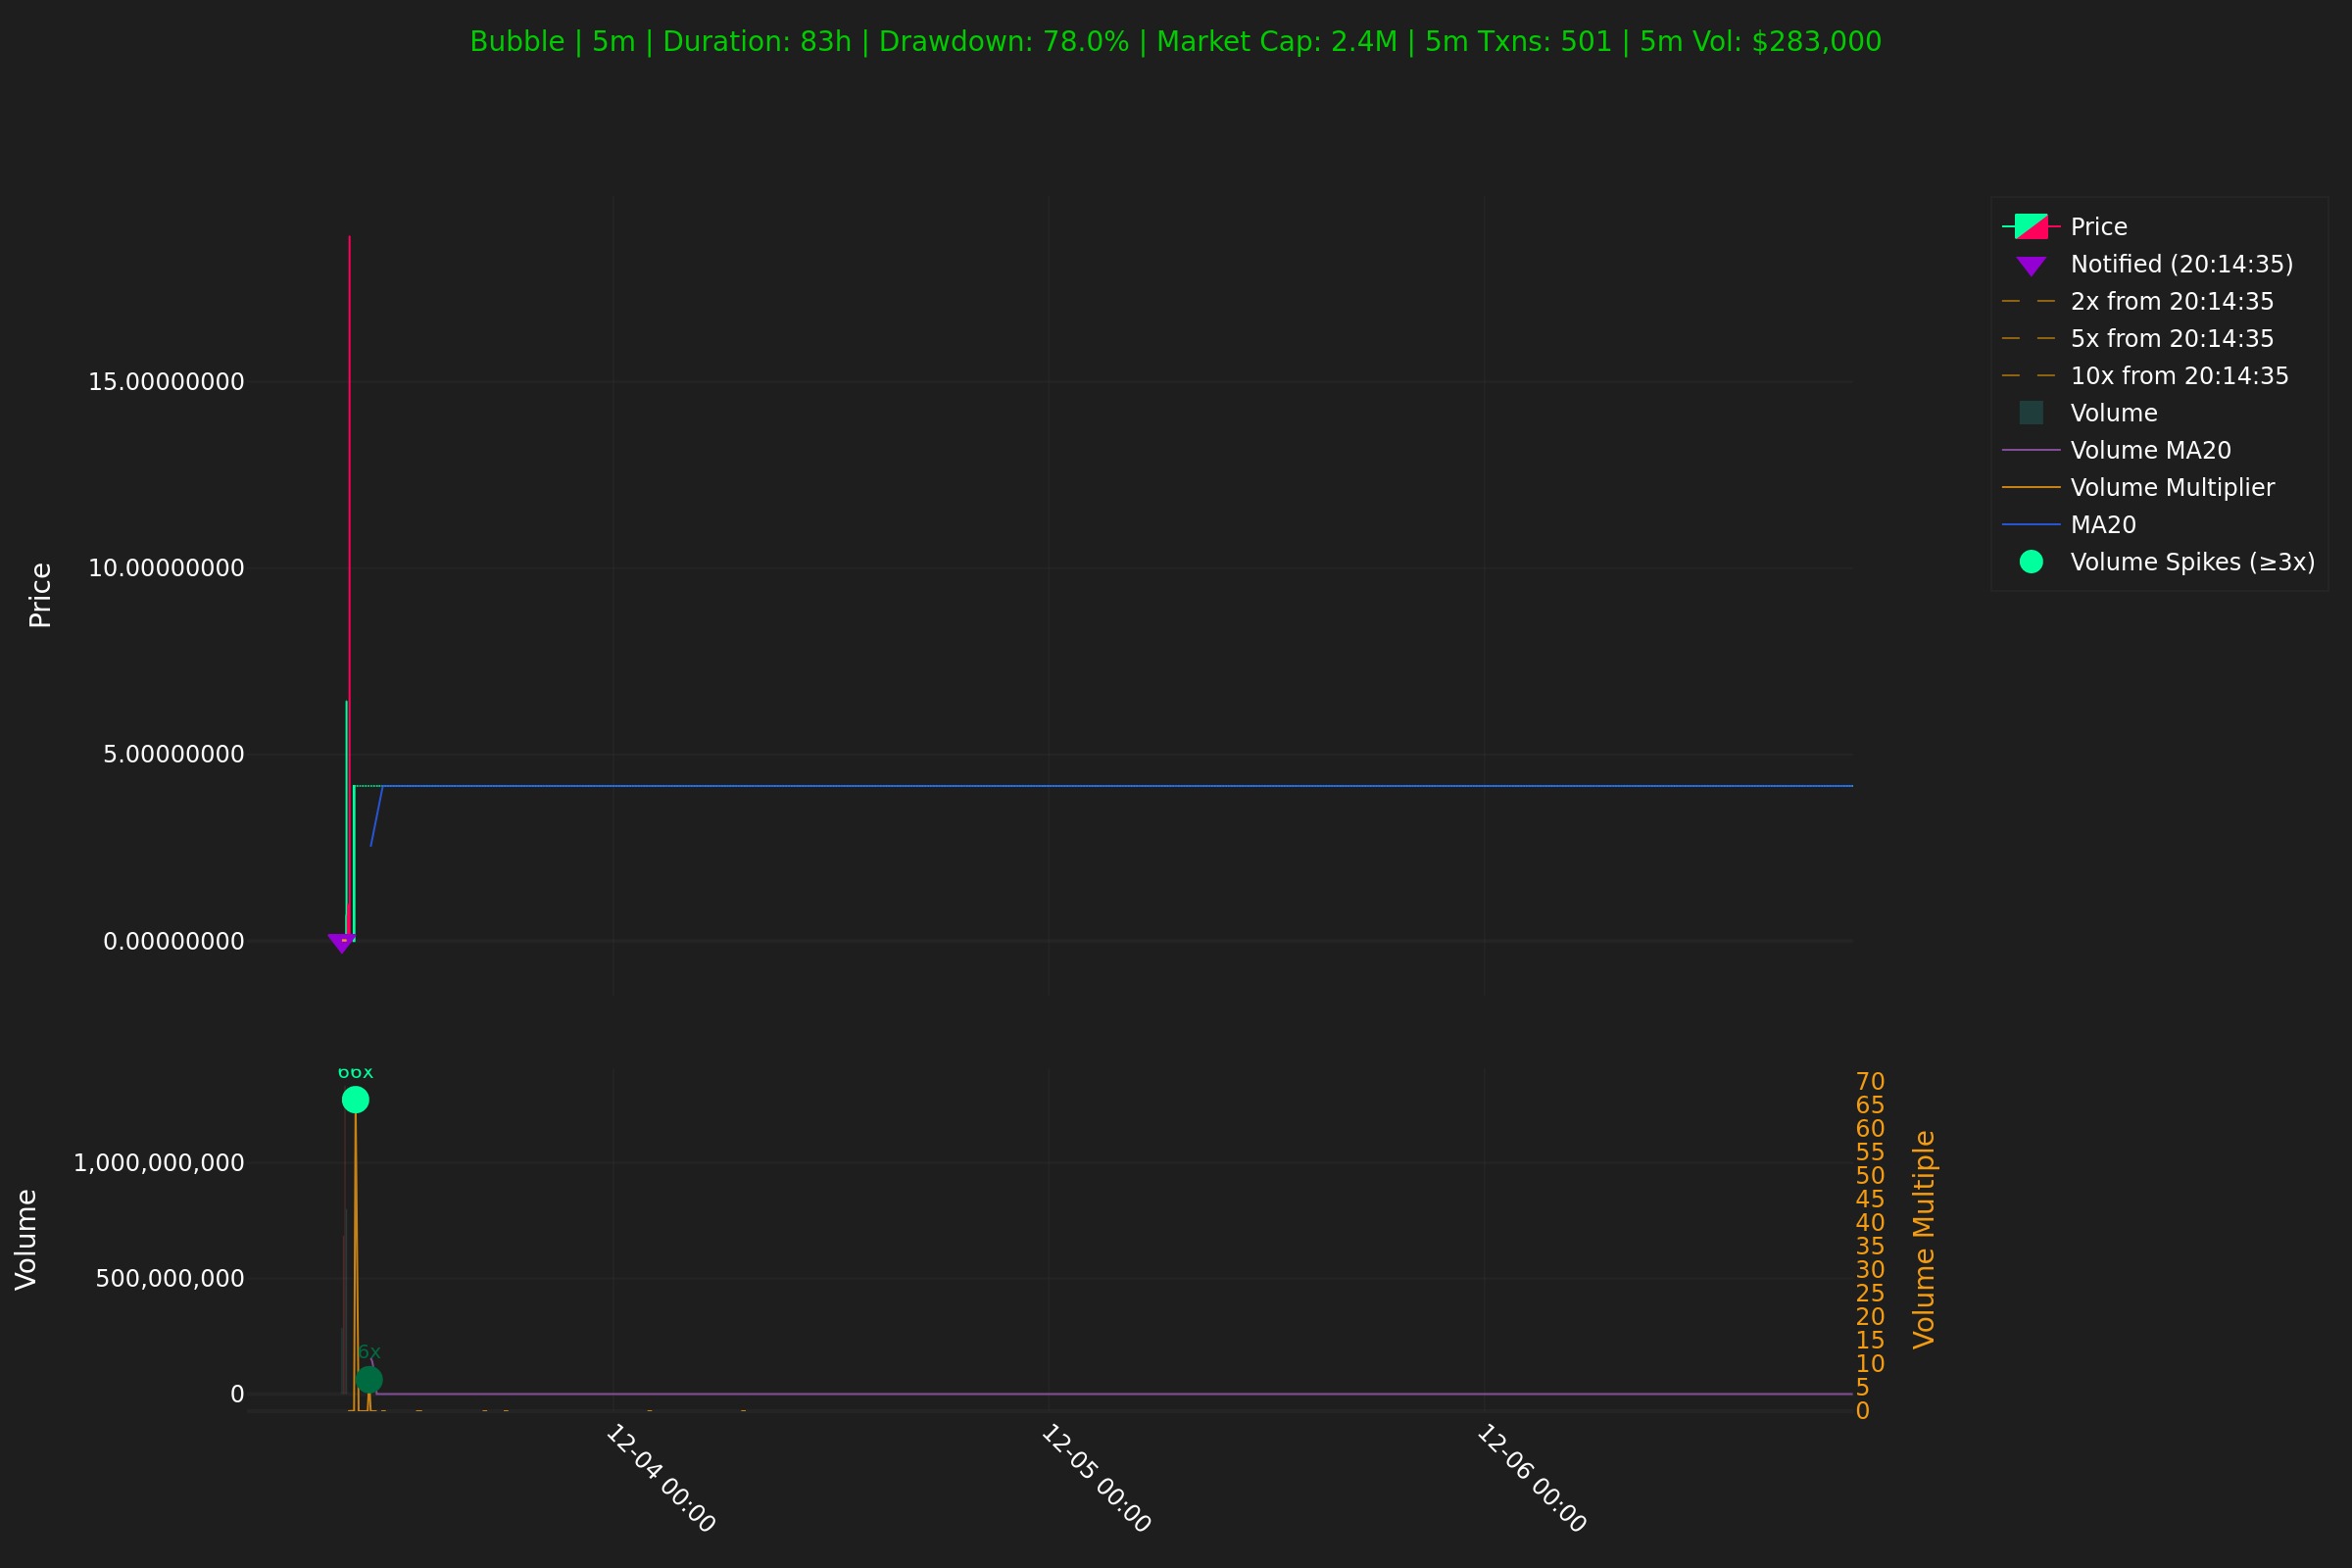 Bubble | 5m | Duration: 83h | Drawdown: 78.0% | Market Cap: 2.4M | 5m Txns: 501 | 5m Vol: $283,000
Price
15.00000000
10.00000000
5.00000000
0.00000000
Price
Notified (20:14:35)
2x from 20:14:35
5x from 20:14:35
10x from 20:14:35
Volume
Volume MA20
Volume Multiplier
MA20
Volume Spikes (≥3x)
Volume
1,000,000,000
500,000,000
0
66x
6x
70
65
60
55
50
45
40
35
30
25
20
15
10
5
0
Volume Multiple
12-04 00:00
12-05 00:00
12-06 00:00